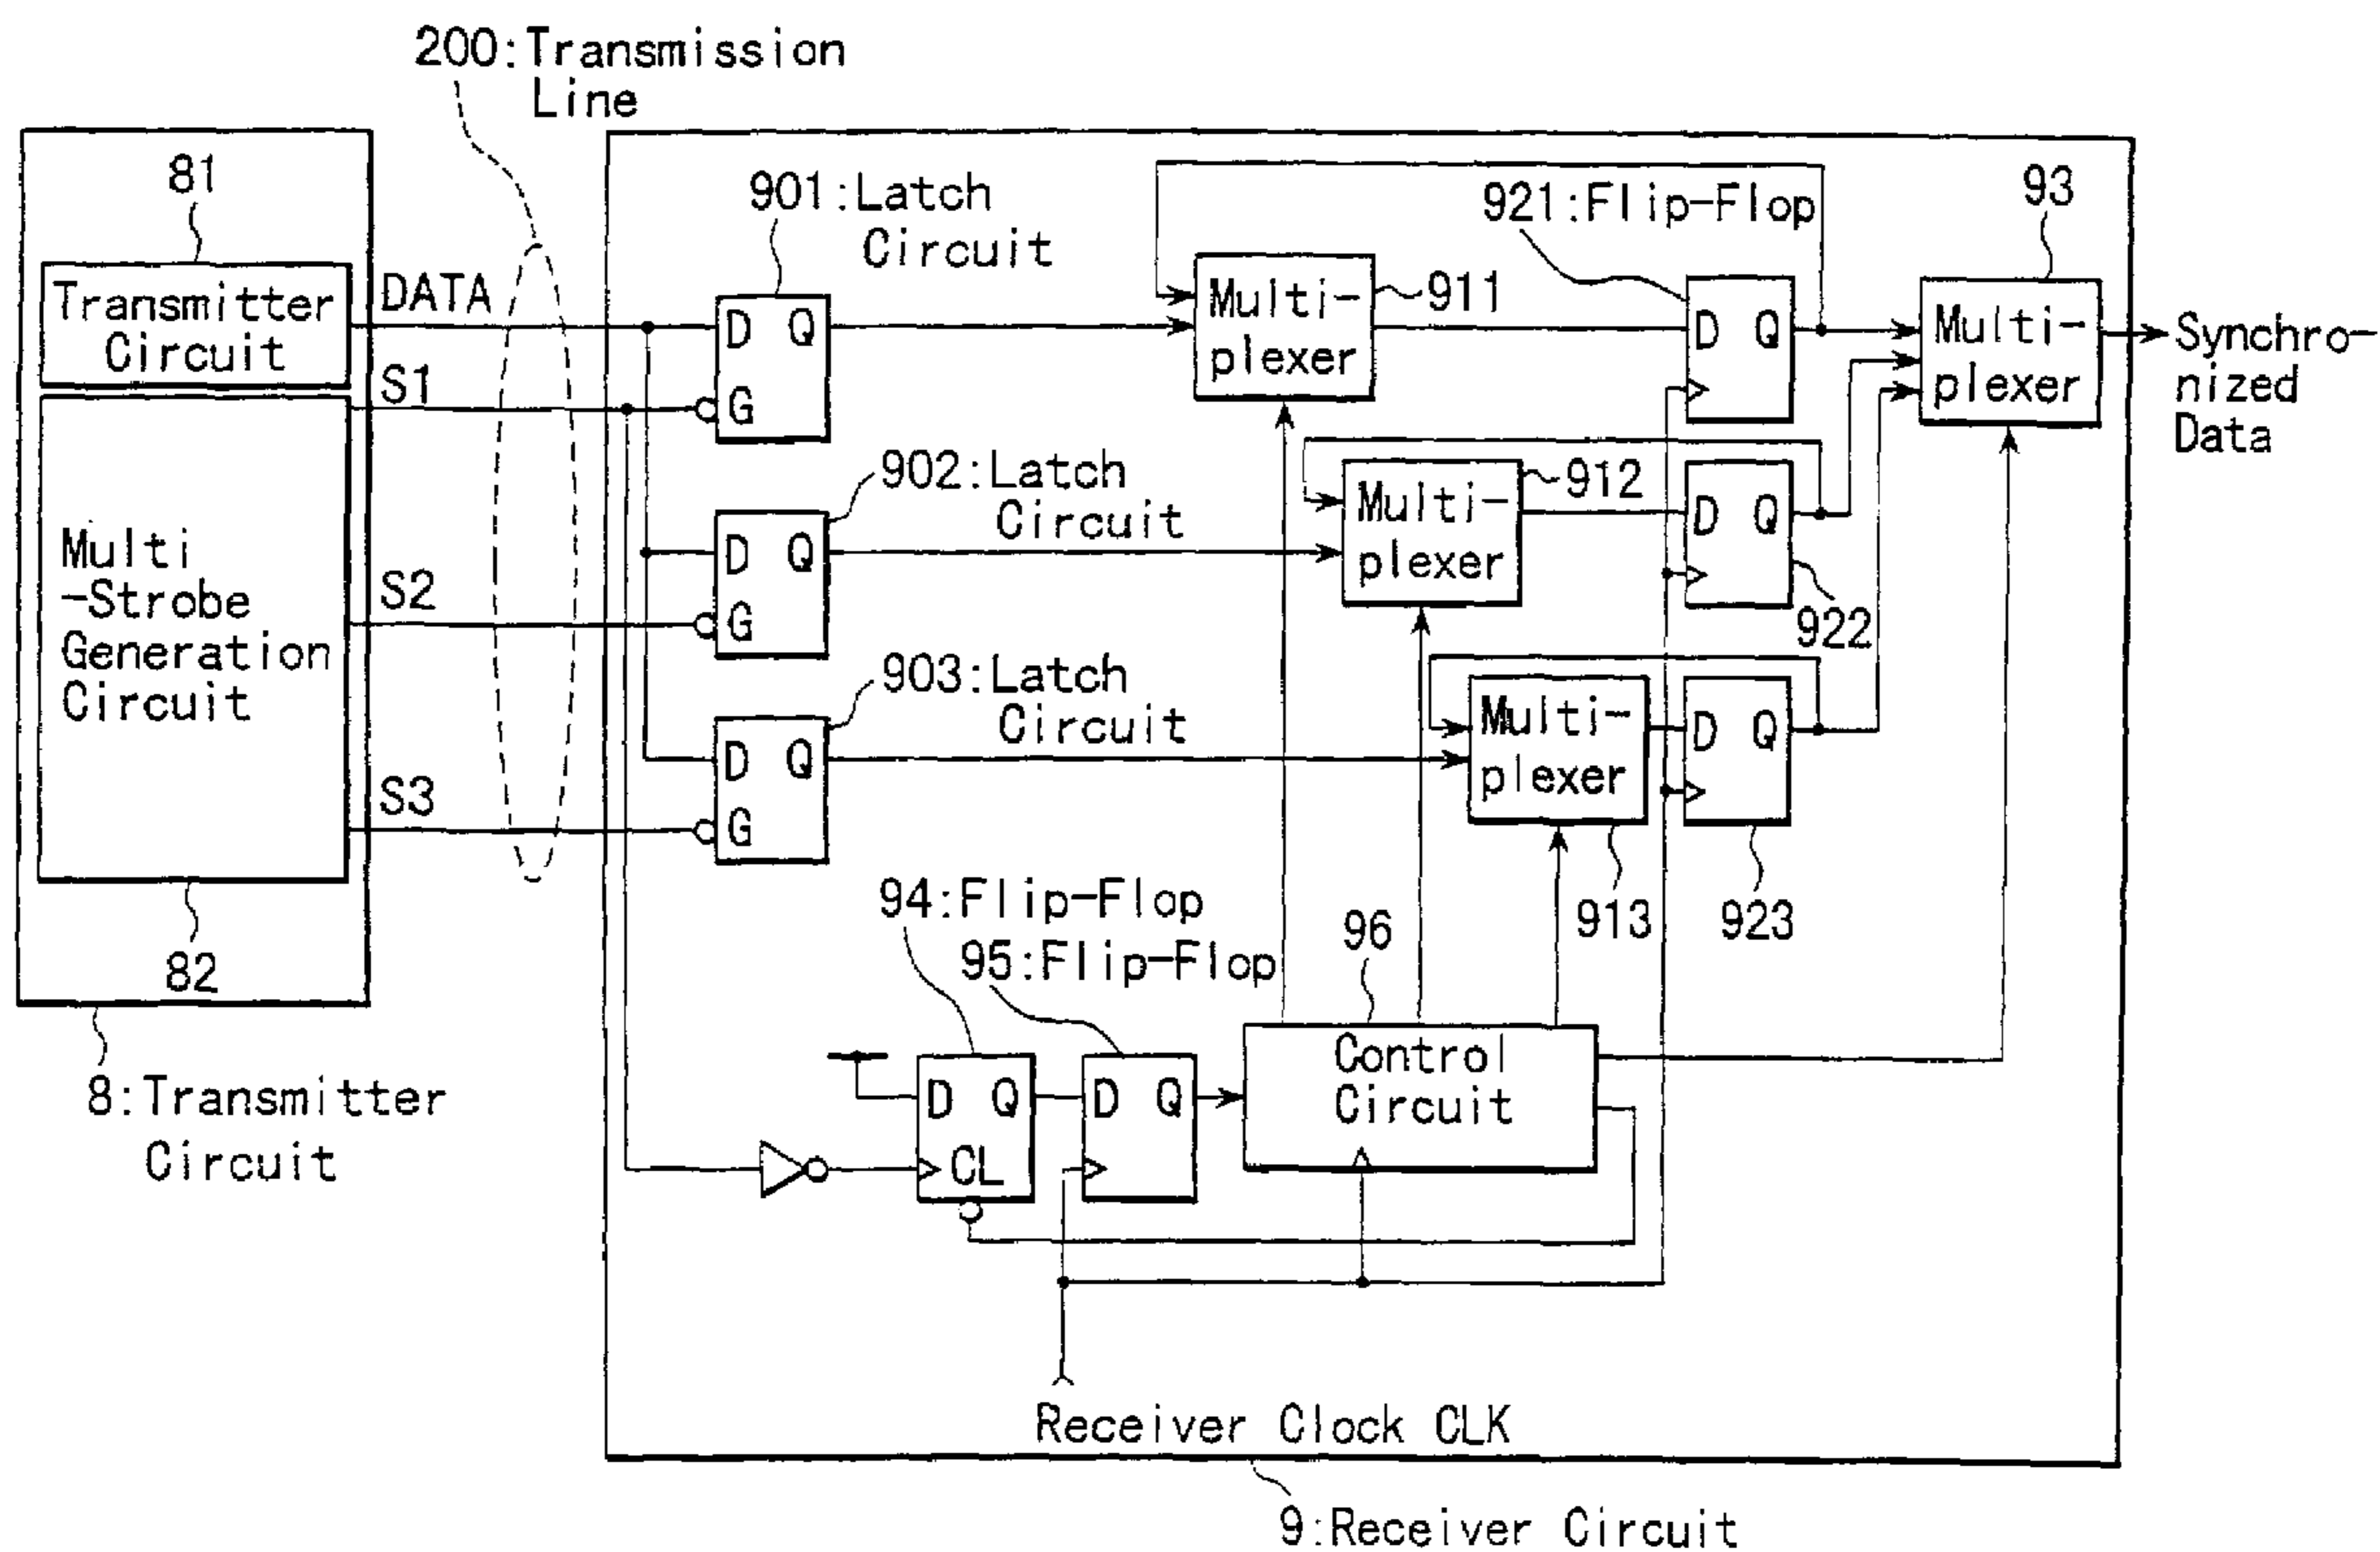 200:Transmission
Line
81
Transmitter
Circuit
DATA
S1
Multi
-Strobe
Generation
Circuit
S2
S3
82
8:Transmitter
Circuit
901:Latch
Circuit
D Q
G
902:Latch
Circuit
D Q
G
903:Latch
Circuit
D Q
G
Multi-
plexer
911
921:Flip-Flop
D Q
93
Multi-
plexer
Synchro-
nized
Data
Multi-
plexer
912
D Q
922
Multi-
plexer
913
D Q
923
94:Flip-Flop
95:Flip-Flop
96
D Q
CL
D Q
Control
Circuit
Receiver Clock CLK
9:Receiver Circuit